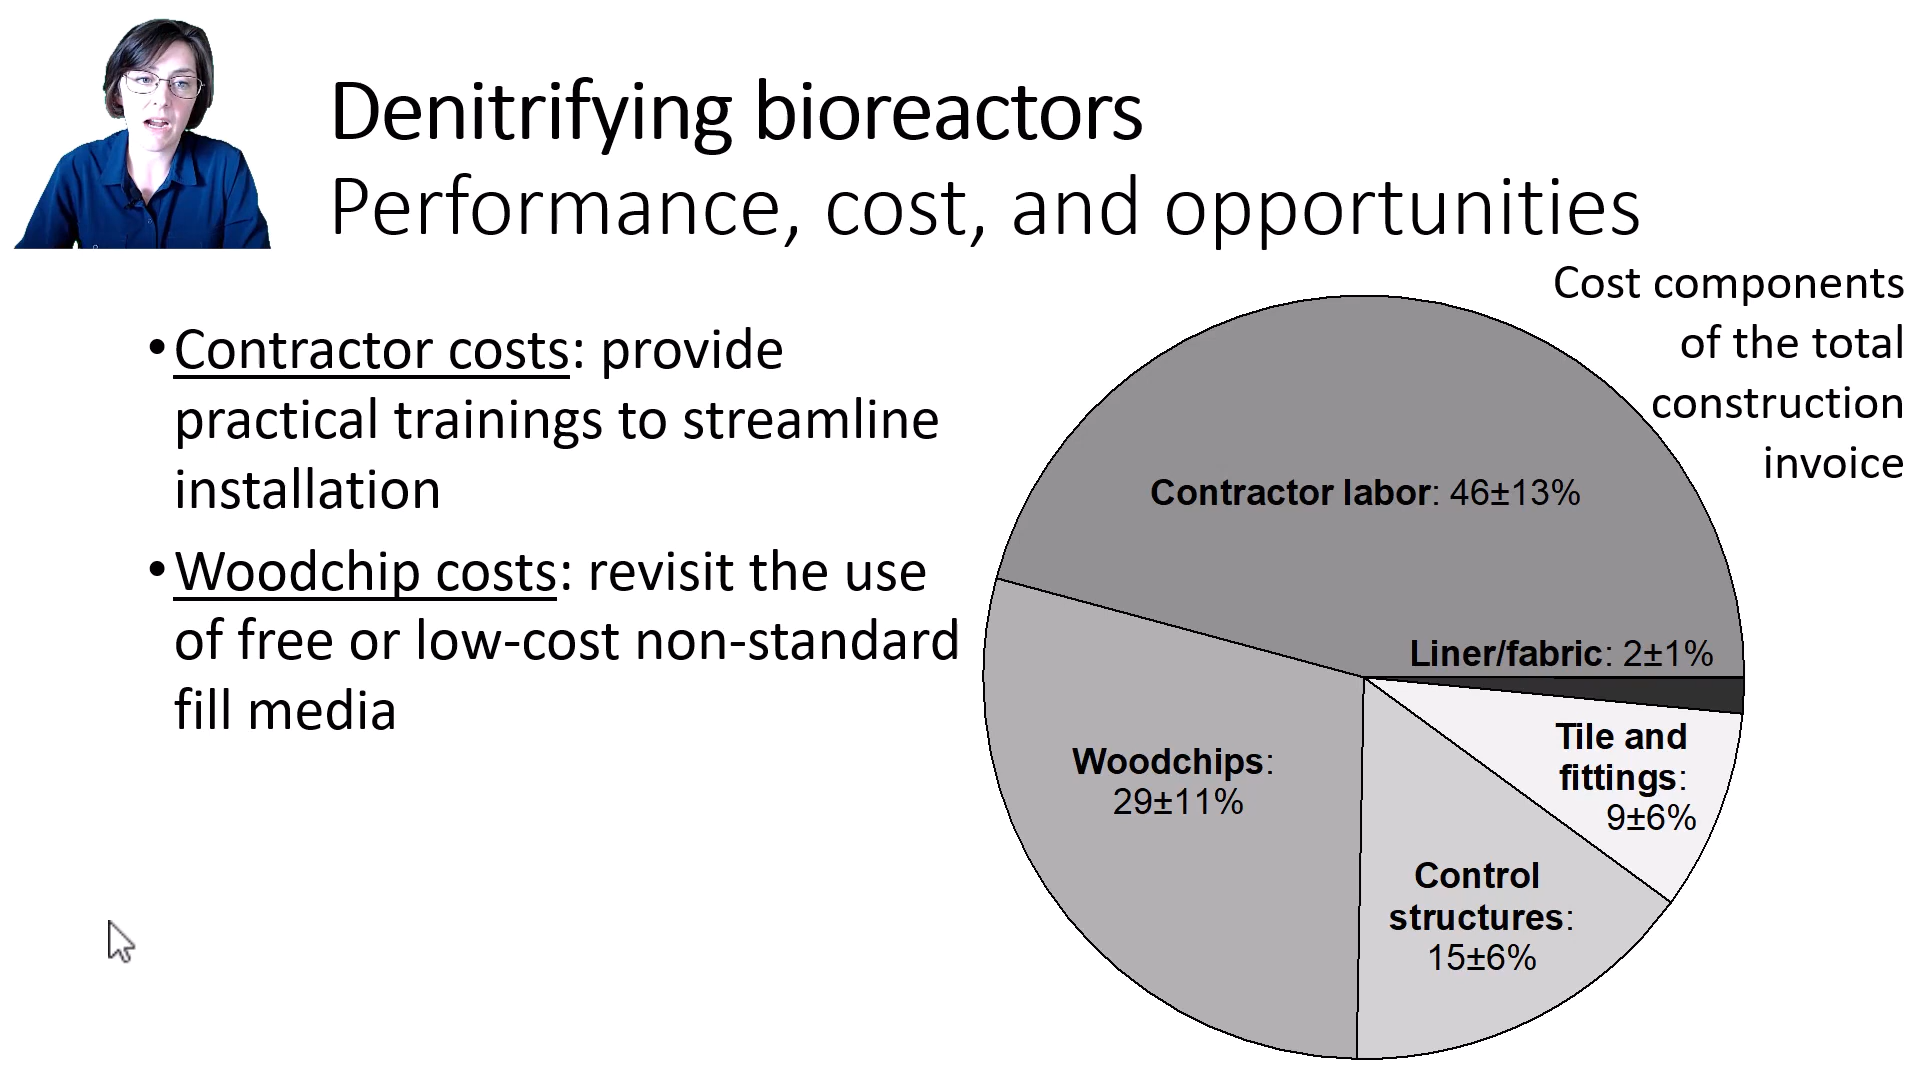 Denitrifying bioreactors
Performance, cost, and opportunities
•Contractor costs: provide
practical trainings to streamline
installation
•Woodchip costs: revisit the use
of free or low-cost non-standard
fill media
Cost components
of the total
construction
invoice
Contractor labor: 46±13%
Liner/fabric: 2±1%
Tile and
fittings:
9±6%
Woodchips:
29±11%
Control
structures:
15±6%